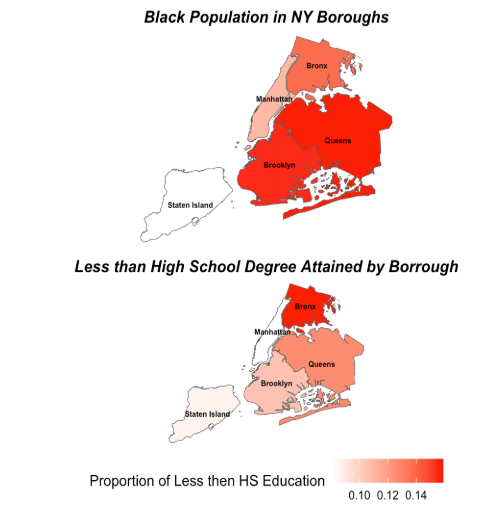 Black Population in NY Boroughs
Bronx
Manhattan
Queens
Brooklyn
Staten Island
Less than High School Degree Attained by Borrough
Bronx
Manhattan
Queens
Brooklyn
Staten Island
Proportion of Less then HS Education
0.10 0.12 0.14